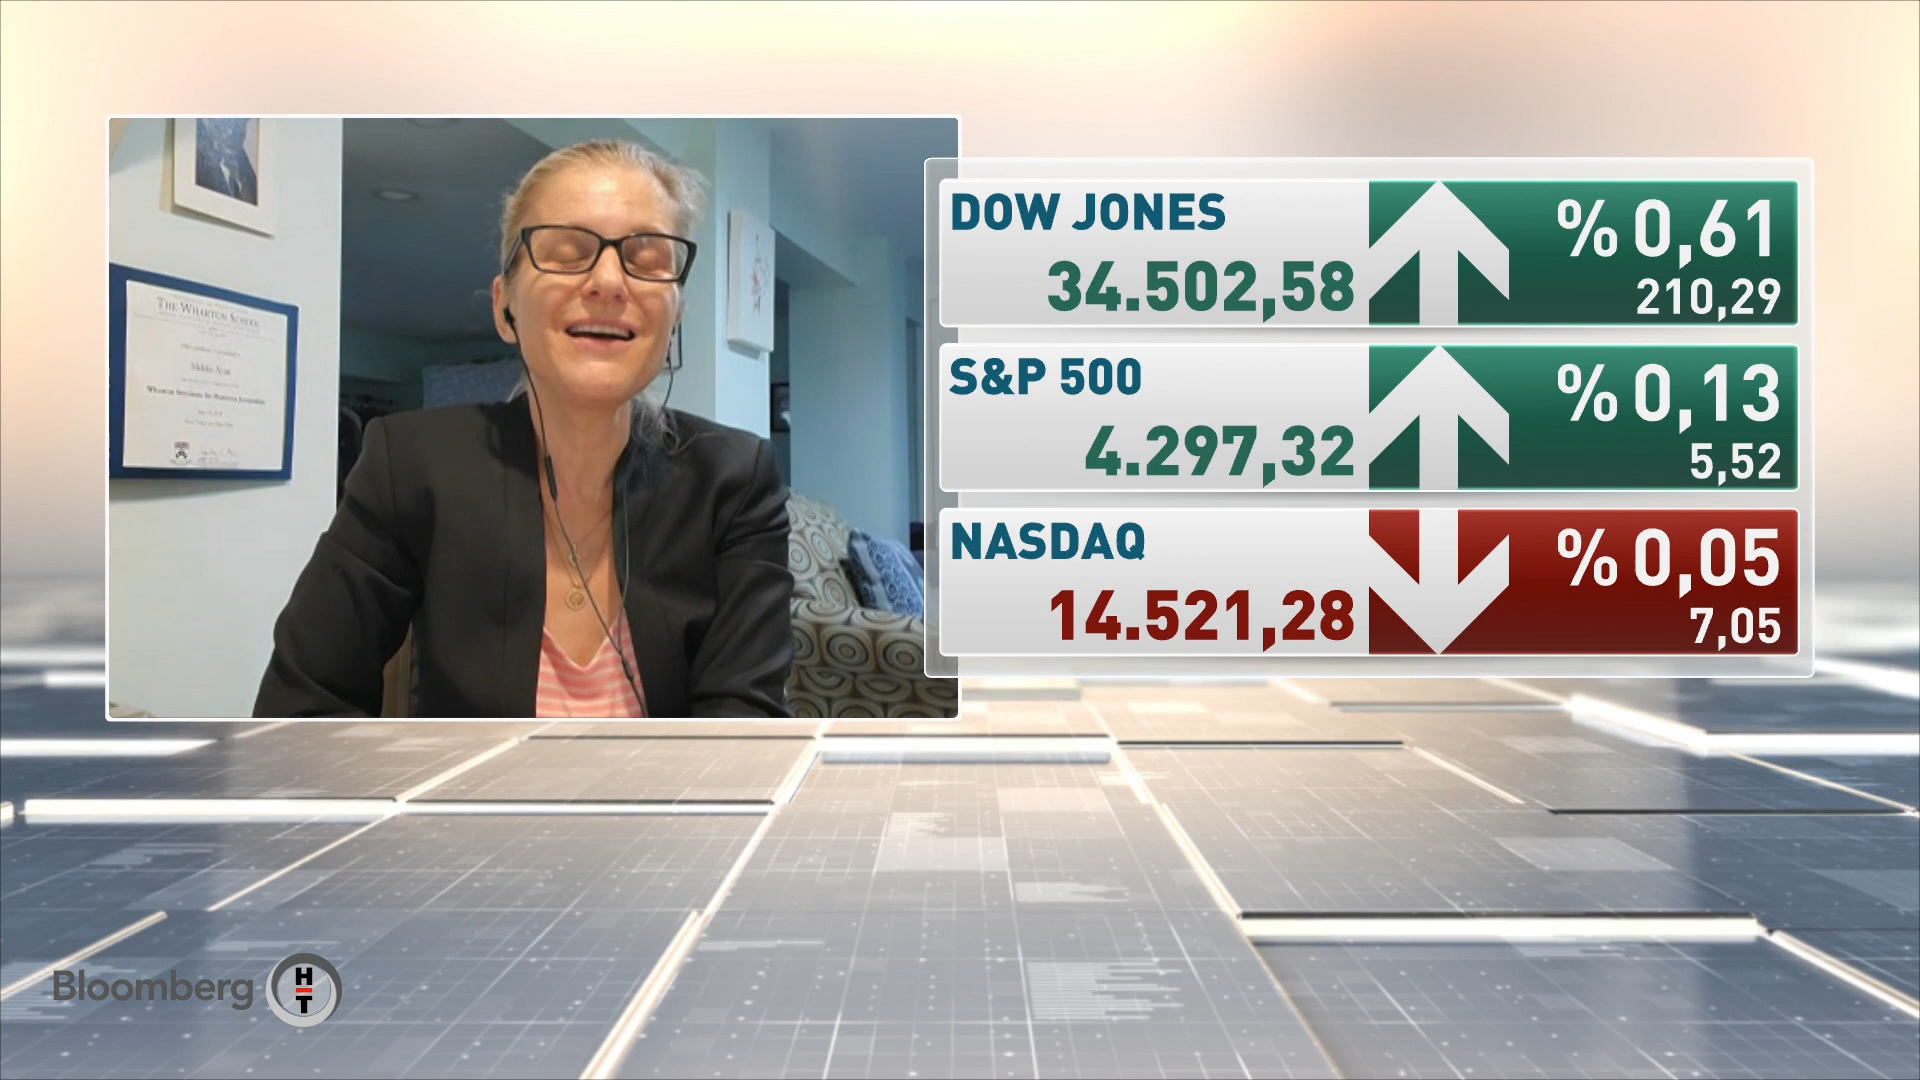 THE WHARTON SCHOOL
DOW JONES
34.502,58
% 0,61
210,29
S&P 500
4.297,32
% 0,13
5,52
NASDAQ
14.521,28
% 0,05
7,05
Bloomberg HT